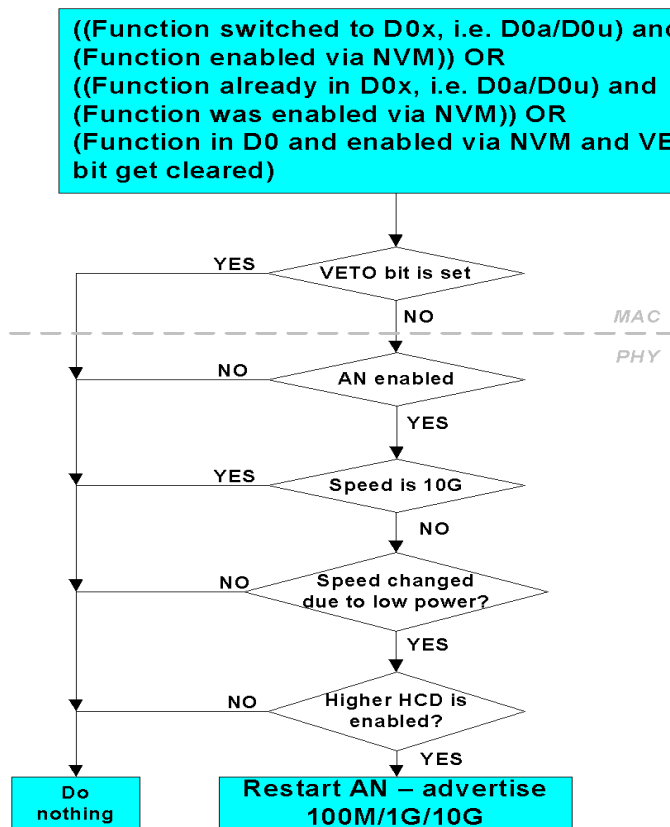 ((Function switched to D0x, i.e. D0a/D0u) and
(Function enabled via NVM)) OR
((Function already in D0x, i.e. D0a/D0u) and
(Function was enabled via NVM)) OR
(Function in D0 and enabled via NVM and VE
bit get cleared)
YES
VETO bit is set
NO
MAC
PHY
NO
AN enabled
YES
YES
Speed is 10G
NO
NO
Speed changed
due to low power?
YES
NO
Higher HCD is
enabled?
YES
Do
nothing
Restart AN – advertise
100M/1G/10G